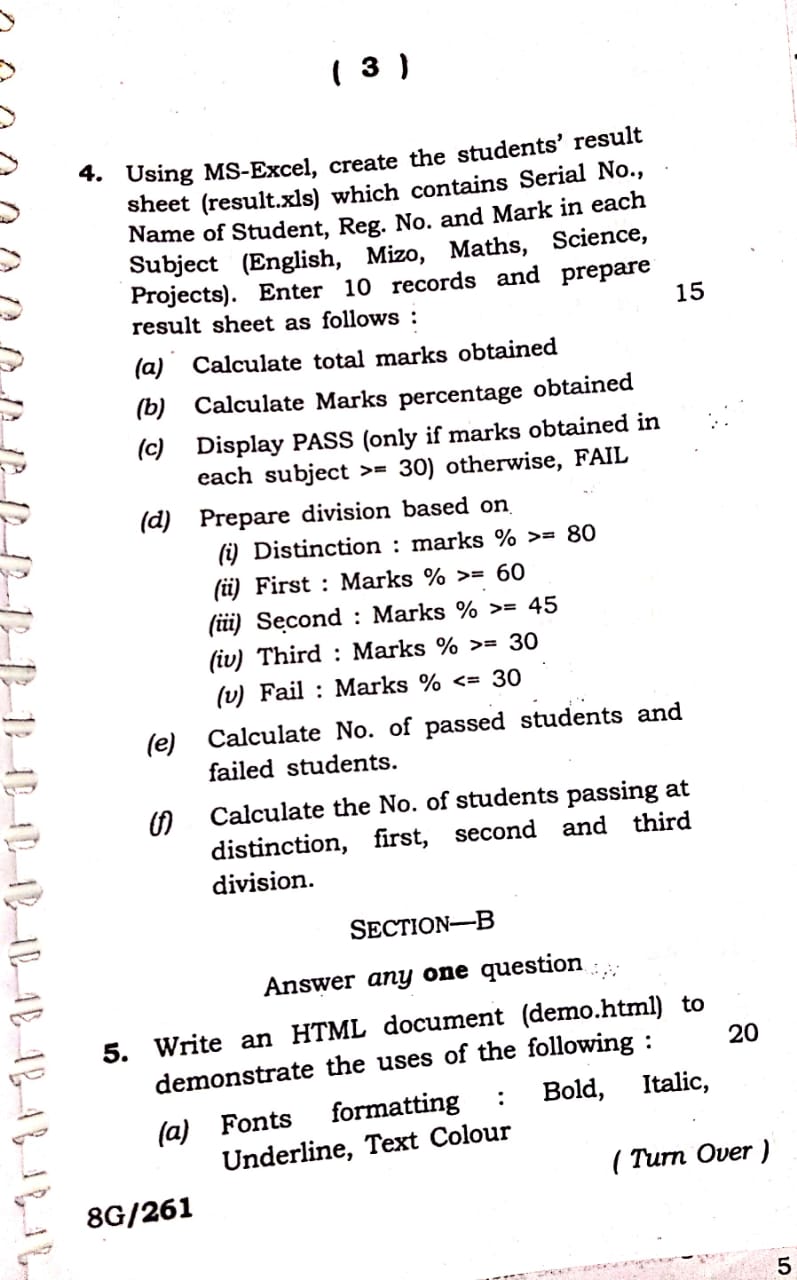 ( 3 )
4. Using MS-Excel, create the students' result
sheet (result.xls) which contains Serial No.,
Name of Student, Reg. No. and Mark in each
Subject (English, Mizo, Maths, Science,
Projects). Enter 10 records and prepare
result sheet as follows : 15
(a) Calculate total marks obtained
(b) Calculate Marks percentage obtained
(c) Display PASS (only if marks obtained in
each subject >= 30) otherwise, FAIL
(d) Prepare division based on
(i) Distinction : marks % >= 80
(ii) First : Marks % >= 60
(iii) Second : Marks % >= 45
(iv) Third : Marks % >= 30
(v) Fail : Marks % <= 30
(e) Calculate No. of passed students and
failed students.
(f) Calculate the No. of students passing at
distinction, first, second and third
division.
SECTION—B
Answer any one question
5. Write an HTML document (demo.html) to
demonstrate the uses of the following : 20
(a) Fonts formatting : Bold, Italic,
Underline, Text Colour
( Turn Over )
8G/261
5